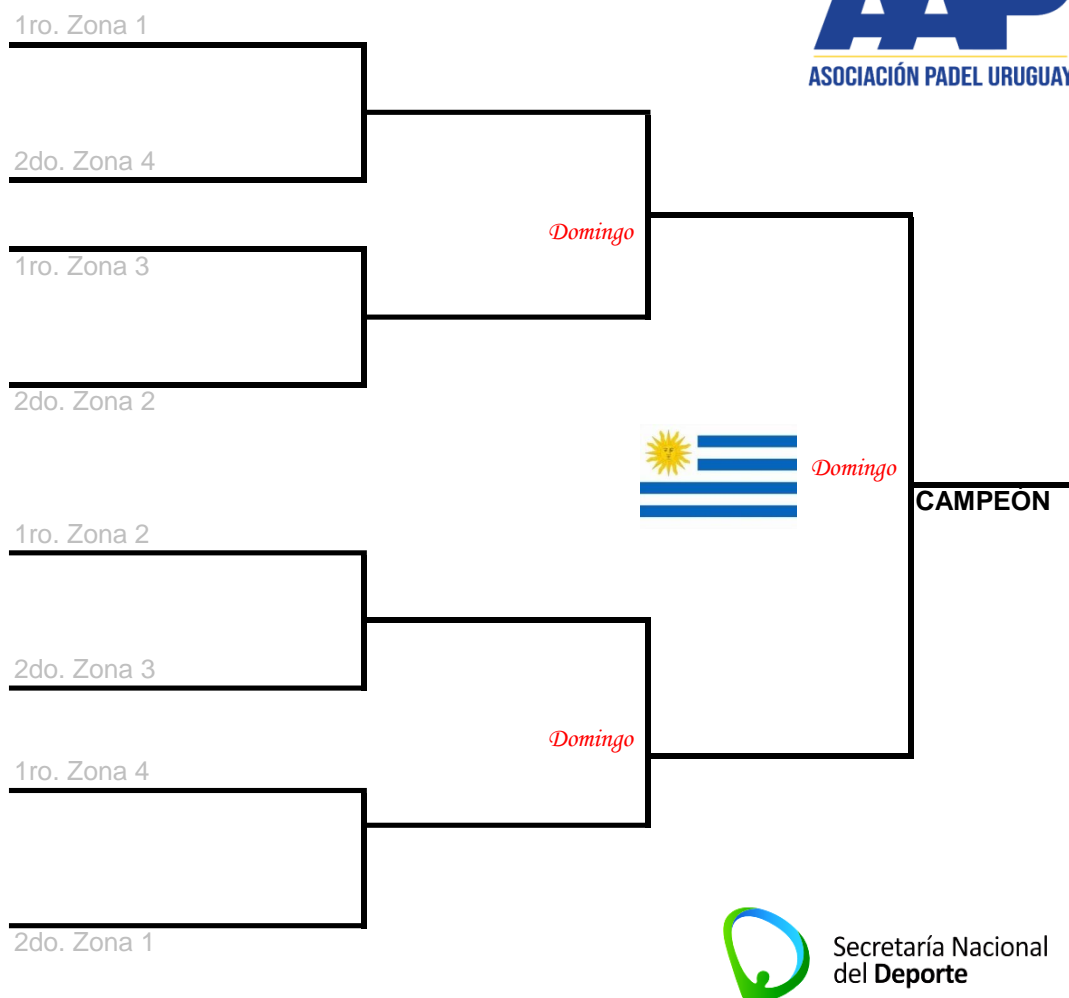 1ro. Zona 1
AAP
ASOCIACIÓN PADEL URUGUAY
2do. Zona 4
Domingo
1ro. Zona 3
2do. Zona 2
Domingo
CAMPEÓN
1ro. Zona 2
2do. Zona 3
Domingo
1ro. Zona 4
2do. Zona 1
Secretaría Nacional
del Deporte